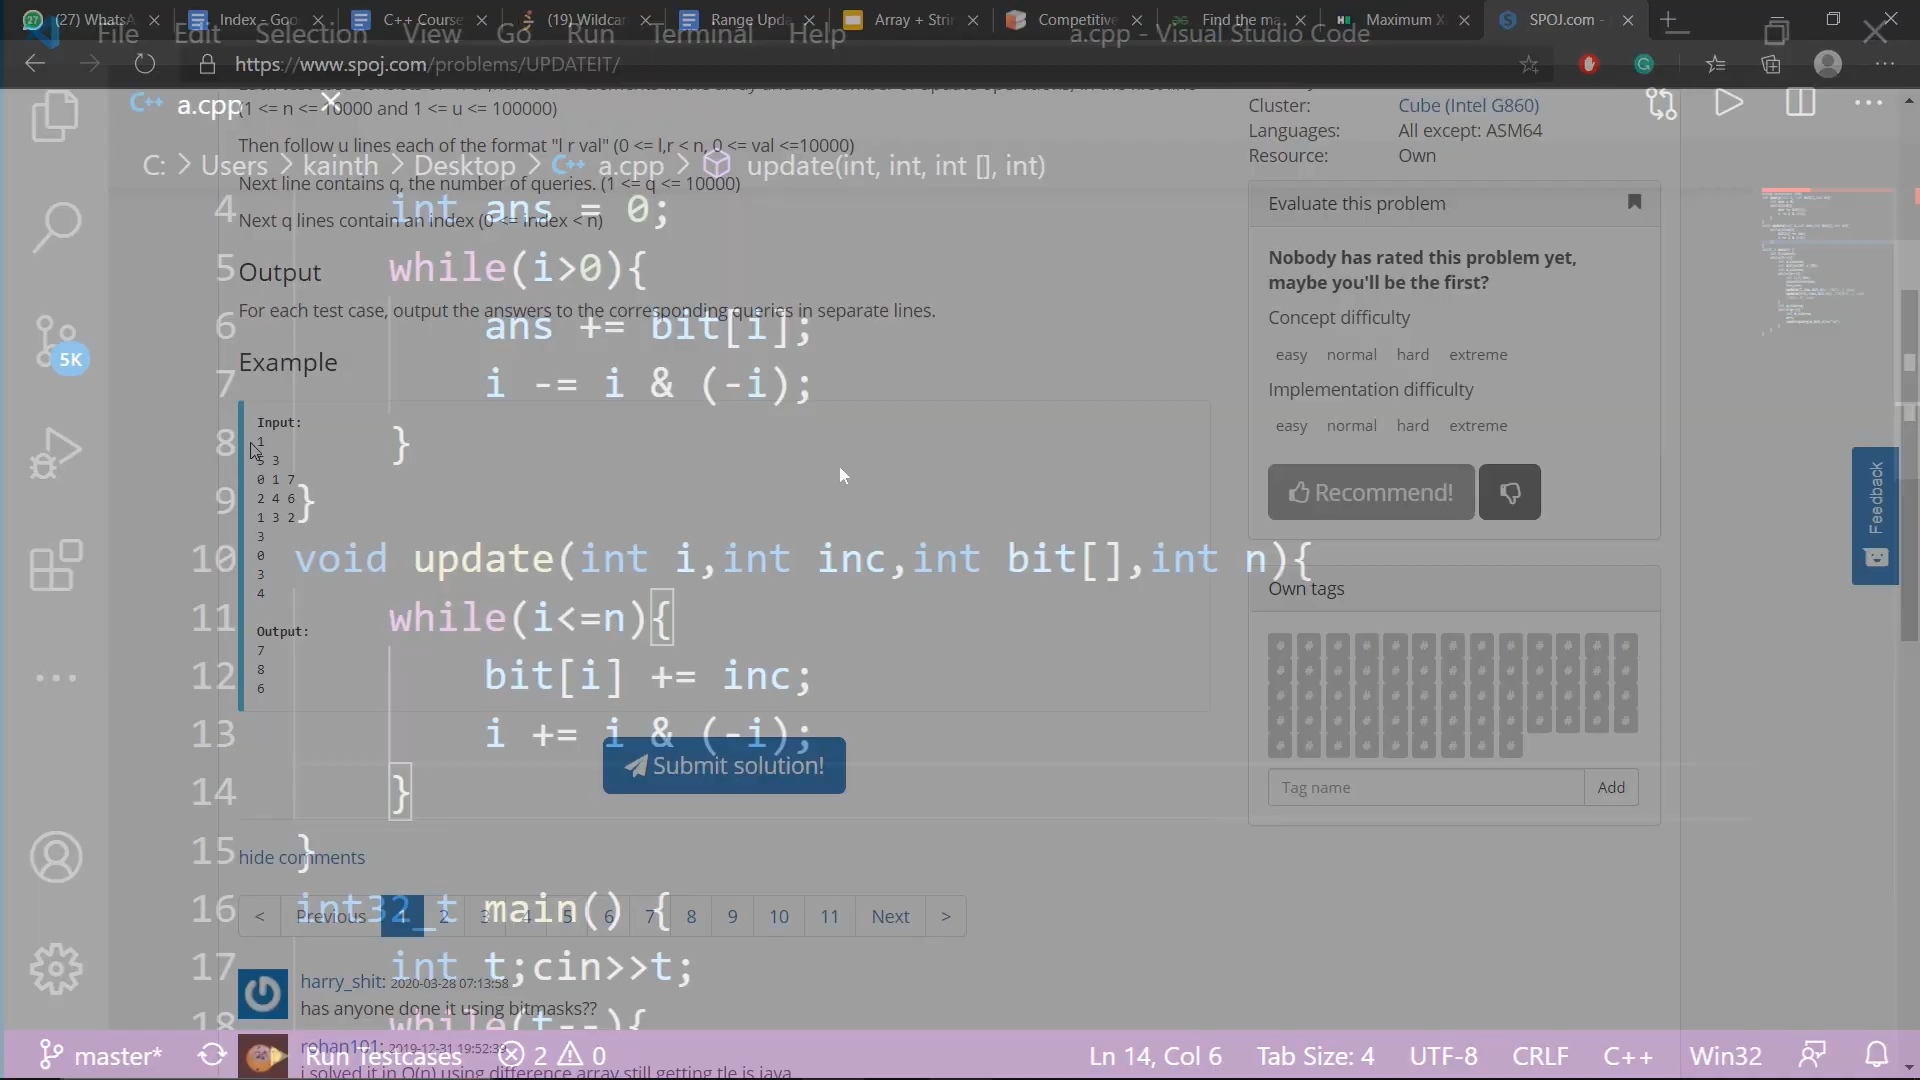 (27) WhatsA
Index - Goo
C++ Course
(19) Wildcar
Range Upda
Array + Stri
Competitive
Find the ma
Maximum X
SPOJ.com -
File Edit Selection View Go Run Terminal Help
a.cpp - Visual Studio Code
https://www.spoj.com/problems/UPDATEIT/
C++ a.cpp
(1 <= n <= 10000 and 1 <= u <= 100000)
Then follow u lines each of the format "l r val" (0 <= l,r < n, 0 <= val <=10000)
C: > Users > kainth > Desktop > C++ a.cpp > update(int, int, int [], int)
Next line contains q, the number of queries. (1 <= q <= 10000)
Next q lines contain an index (0 <= index < n)
4 int ans = 0;
5 while(i>0){
6 ans += bit[i];
7 i -= i & (-i);
8 }
9 }
10 void update(int i,int inc,int bit[],int n){
11 while(i<=n){
12 bit[i] += inc;
13 i += i & (-i);
14 }
15 }
16 int32_t main() {
17 int t;cin>>t;
18 while(t--){
Output
For each test case, output the answers to the corresponding queries in separate lines.
Example
Input:
1
5 3
0 1 7
2 4 6
1 3 2
3
0
3
4
Output:
7
8
6
Submit solution!
hide comments
< Previous 1 2 3 4 5 6 7 8 9 10 11 Next >
harry_shit: 2020-03-28 07:13:58
has anyone done it using bitmasks??
rohan101: 2019-12-31 19:52:39
i solved it in O(n) using difference array still getting tle is java
Cluster: Cube (Intel G860)
Languages: All except: ASM64
Resource: Own
Evaluate this problem
Nobody has rated this problem yet,
maybe you'll be the first?
Concept difficulty
easy normal hard extreme
Implementation difficulty
easy normal hard extreme
Recommend!
Own tags
# # # # # # # # # # # # #
# # # # # # # # # # # # #
# # # # # # # # # # # # #
# # # # # # # # # # # # #
# # # # # # # # #
Tag name
Add
Feedback
5K
master*
Run Testcases
2 0
Ln 14, Col 6
Tab Size: 4
UTF-8
CRLF
C++
Win32